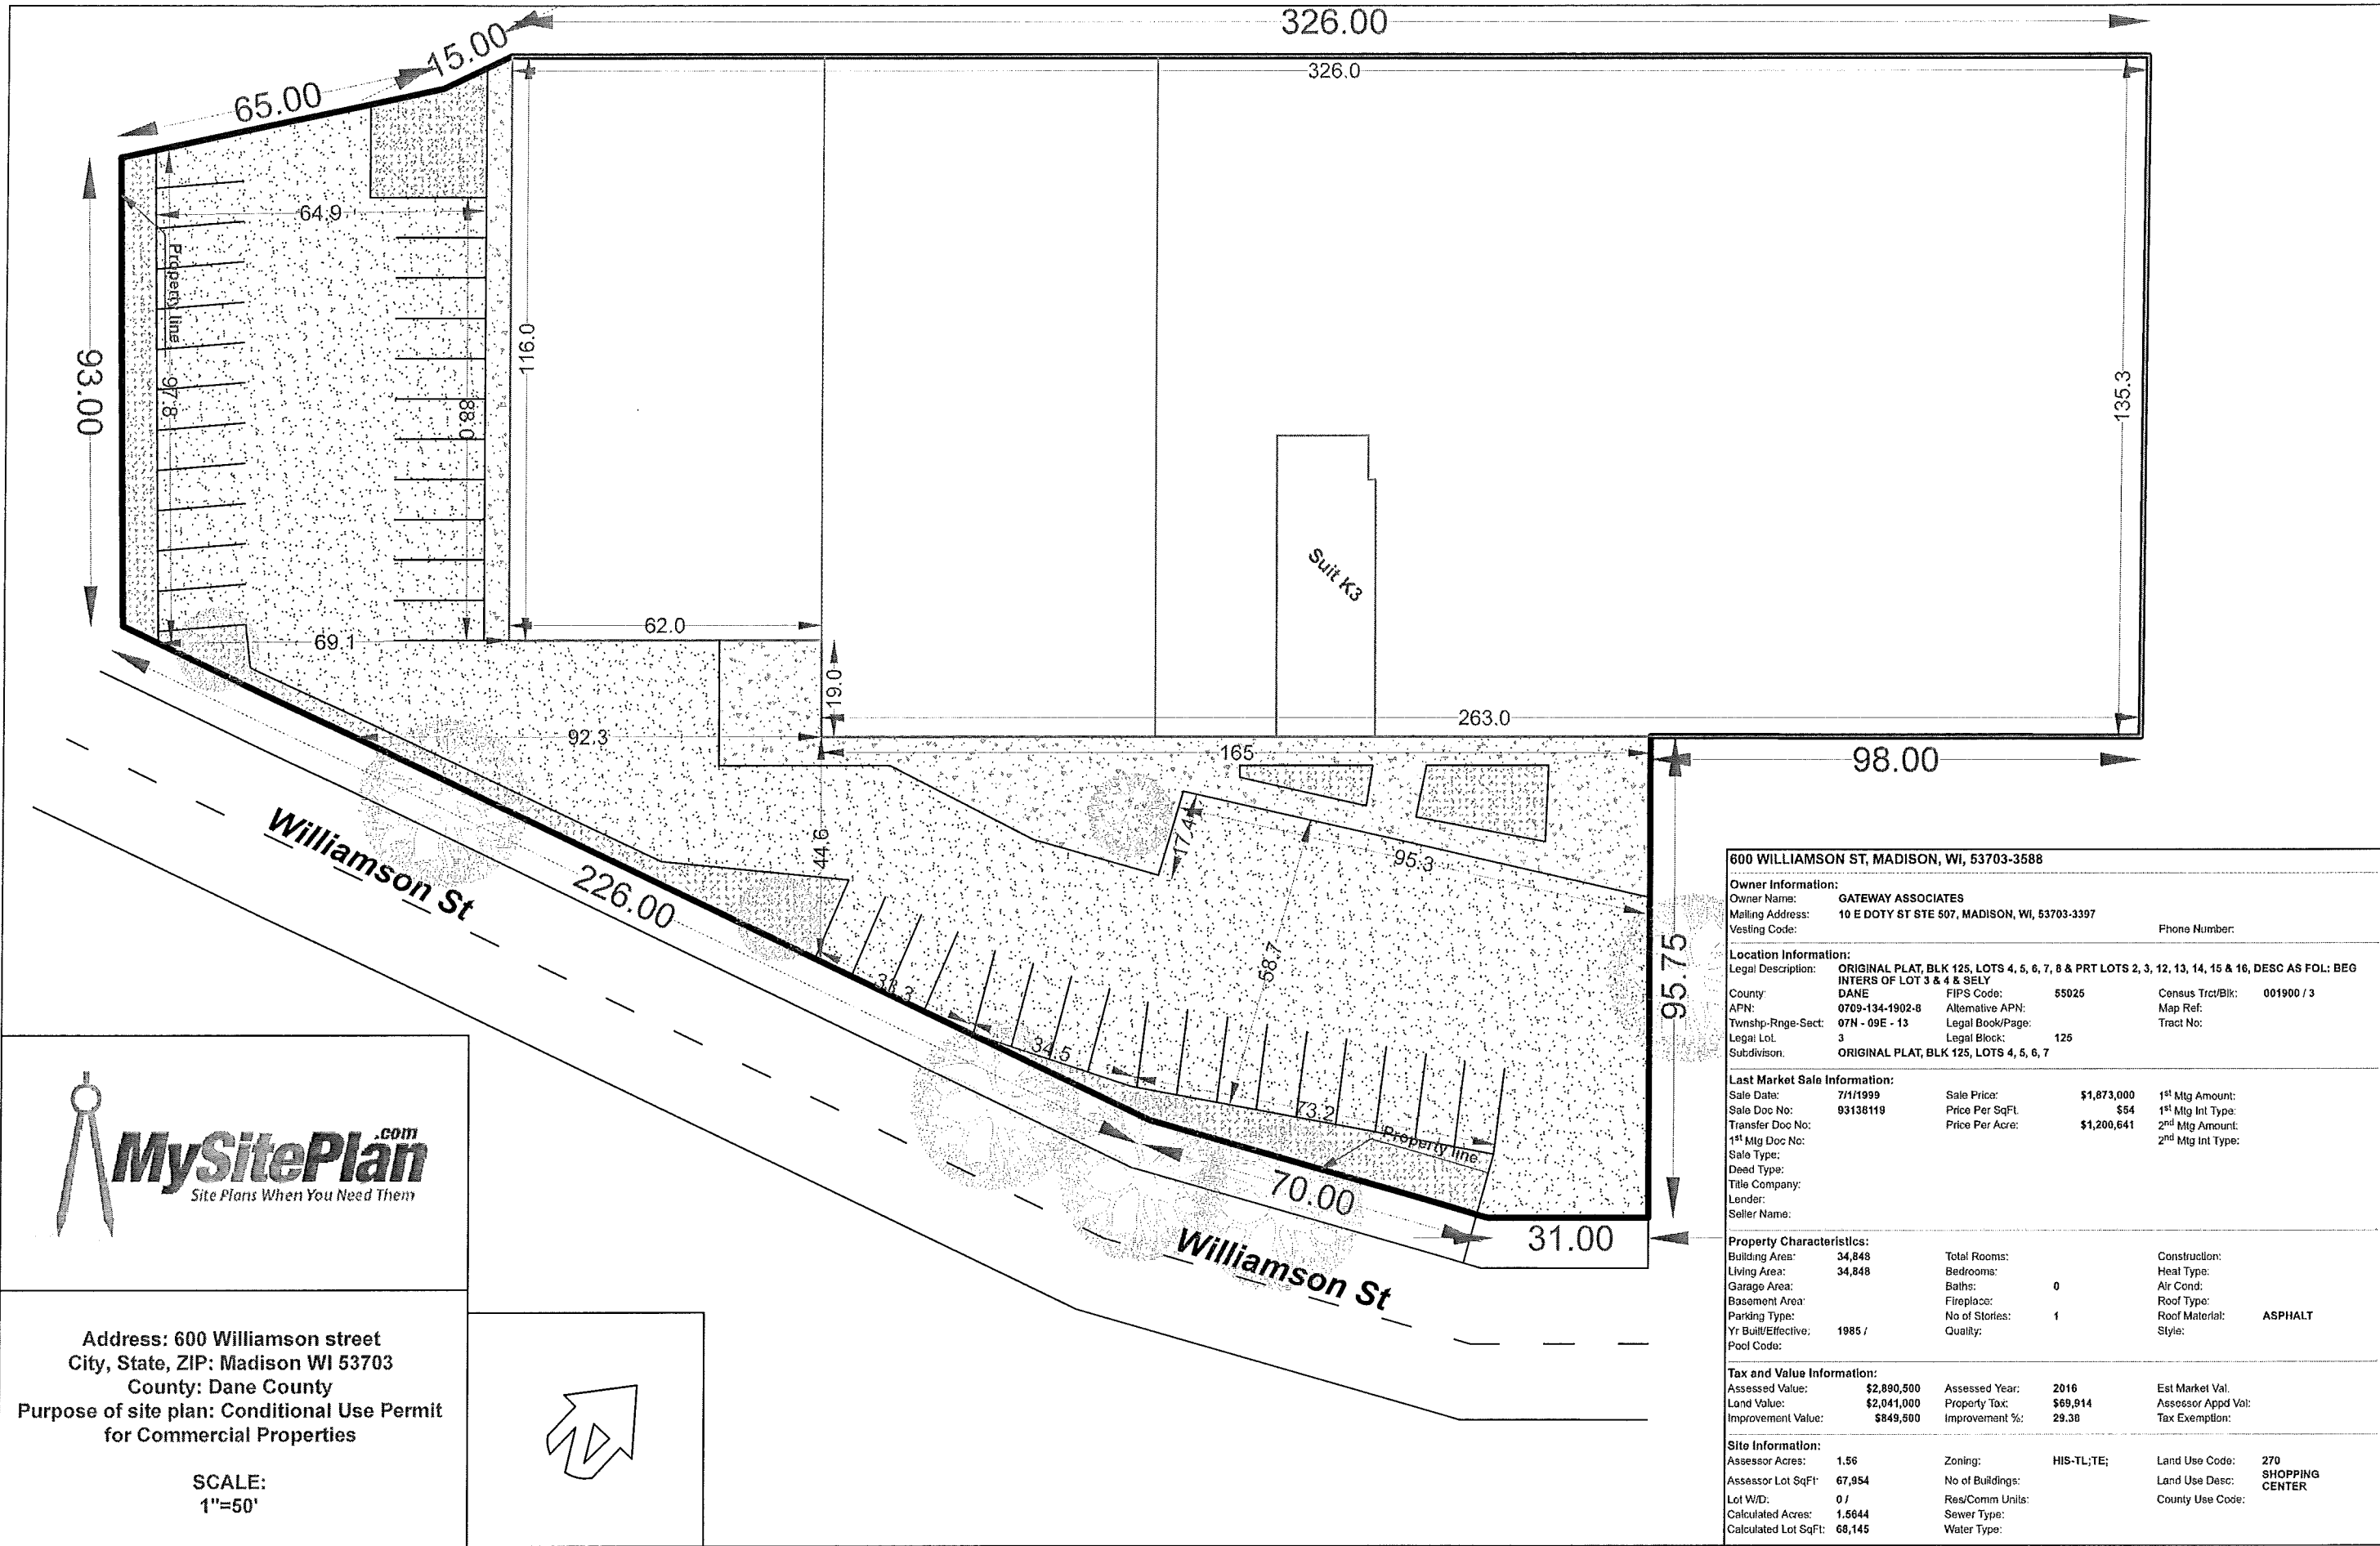 326.00
15.00
65.00
326.0
64.9
Property line
93.00
97.8
88.0
116.0
135.3
Suit K3
62.0
69.1
19.0
263.0
92.3
165
98.00
44.6
17.4
95.3
Williamson St
226.00
58.7
33.3
34.5
73.2
Property line
95.75
70.00
31.00
Williamson St
MySitePlan.com
Site Plans When You Need Them
Address: 600 Williamson street
City, State, ZIP: Madison WI 53703
County: Dane County
Purpose of site plan: Conditional Use Permit
for Commercial Properties
SCALE:
1"=50'
600 WILLIAMSON ST, MADISON, WI, 53703-3588
Owner Information:
Owner Name: GATEWAY ASSOCIATES
Mailing Address: 10 E DOTY ST STE 507, MADISON, WI, 53703-3397
Vesting Code: Phone Number:
Location Information:
Legal Description: ORIGINAL PLAT, BLK 125, LOTS 4, 5, 6, 7, 8 & PRT LOTS 2, 3, 12, 13, 14, 15 & 16, DESC AS FOL: BEG
INTERS OF LOT 3 & 4 & SELY
County: DANE FIPS Code: 55025 Census Trct/Blk: 001900 / 3
APN: 0709-134-1902-8 Alternative APN: Map Ref:
Twnshp-Rnge-Sect: 07N - 09E - 13 Legal Book/Page: Tract No:
Legal Lot: 3 Legal Block: 125
Subdivison: ORIGINAL PLAT, BLK 125, LOTS 4, 5, 6, 7
Last Market Sale Information:
Sale Date: 7/1/1999 Sale Price: $1,873,000 1st Mtg Amount:
Sale Doc No: 93138119 Price Per SqFt: $54 1st Mtg Int Type:
Transfer Doc No: Price Per Acre: $1,200,641 2nd Mtg Amount:
1st Mtg Doc No: 2nd Mtg Int Type:
Sale Type:
Deed Type:
Title Company:
Lender:
Seller Name:
Property Characteristics:
Building Area: 34,848 Total Rooms: Construction:
Living Area: 34,848 Bedrooms: Heat Type:
Garage Area: Baths: 0 Air Cond:
Basement Area: Fireplace: Roof Type:
Parking Type: No of Stories: 1 Roof Material: ASPHALT
Yr Built/Effective: 1985 / Quality: Style:
Pool Code:
Tax and Value Information:
Assessed Value: $2,890,500 Assessed Year: 2016 Est Market Val:
Land Value: $2,041,000 Property Tax: $69,914 Assessor Appd Val:
Improvement Value: $849,500 Improvement %: 29.38 Tax Exemption:
Site Information:
Assessor Acres: 1.56 Zoning: HIS-TL;TE; Land Use Code: 270
Assessor Lot SqFt: 67,954 No of Buildings: Land Use Desc: SHOPPING
CENTER
Lot W/D: 0 / Res/Comm Units: County Use Code:
Calculated Acres: 1.5644 Sewer Type:
Calculated Lot SqFt: 68,145 Water Type: